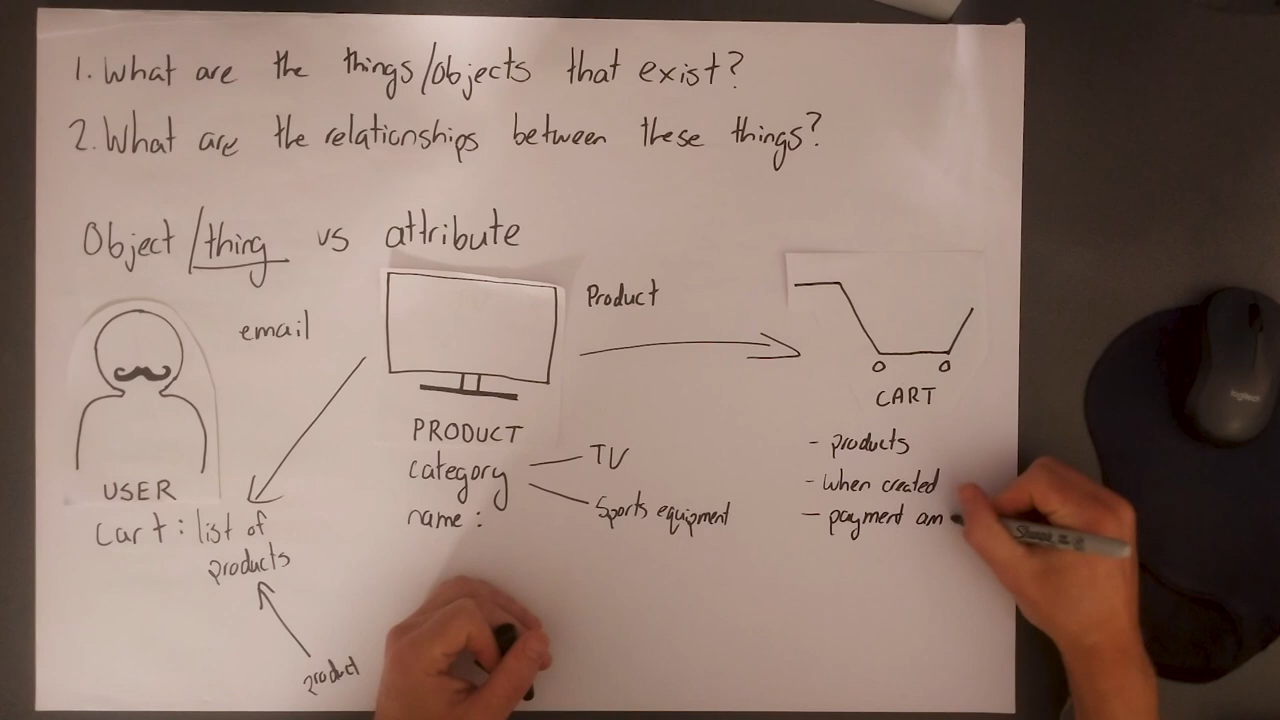 1. What are the things/objects that exist?
2. What are the relationships between these things?
Object/thing vs attribute
email
Product
USER
cart: list of
products
product
PRODUCT
category
name:
TV
Sports equipment
CART
- products
- when created
- payment am
Sharpie
logitech